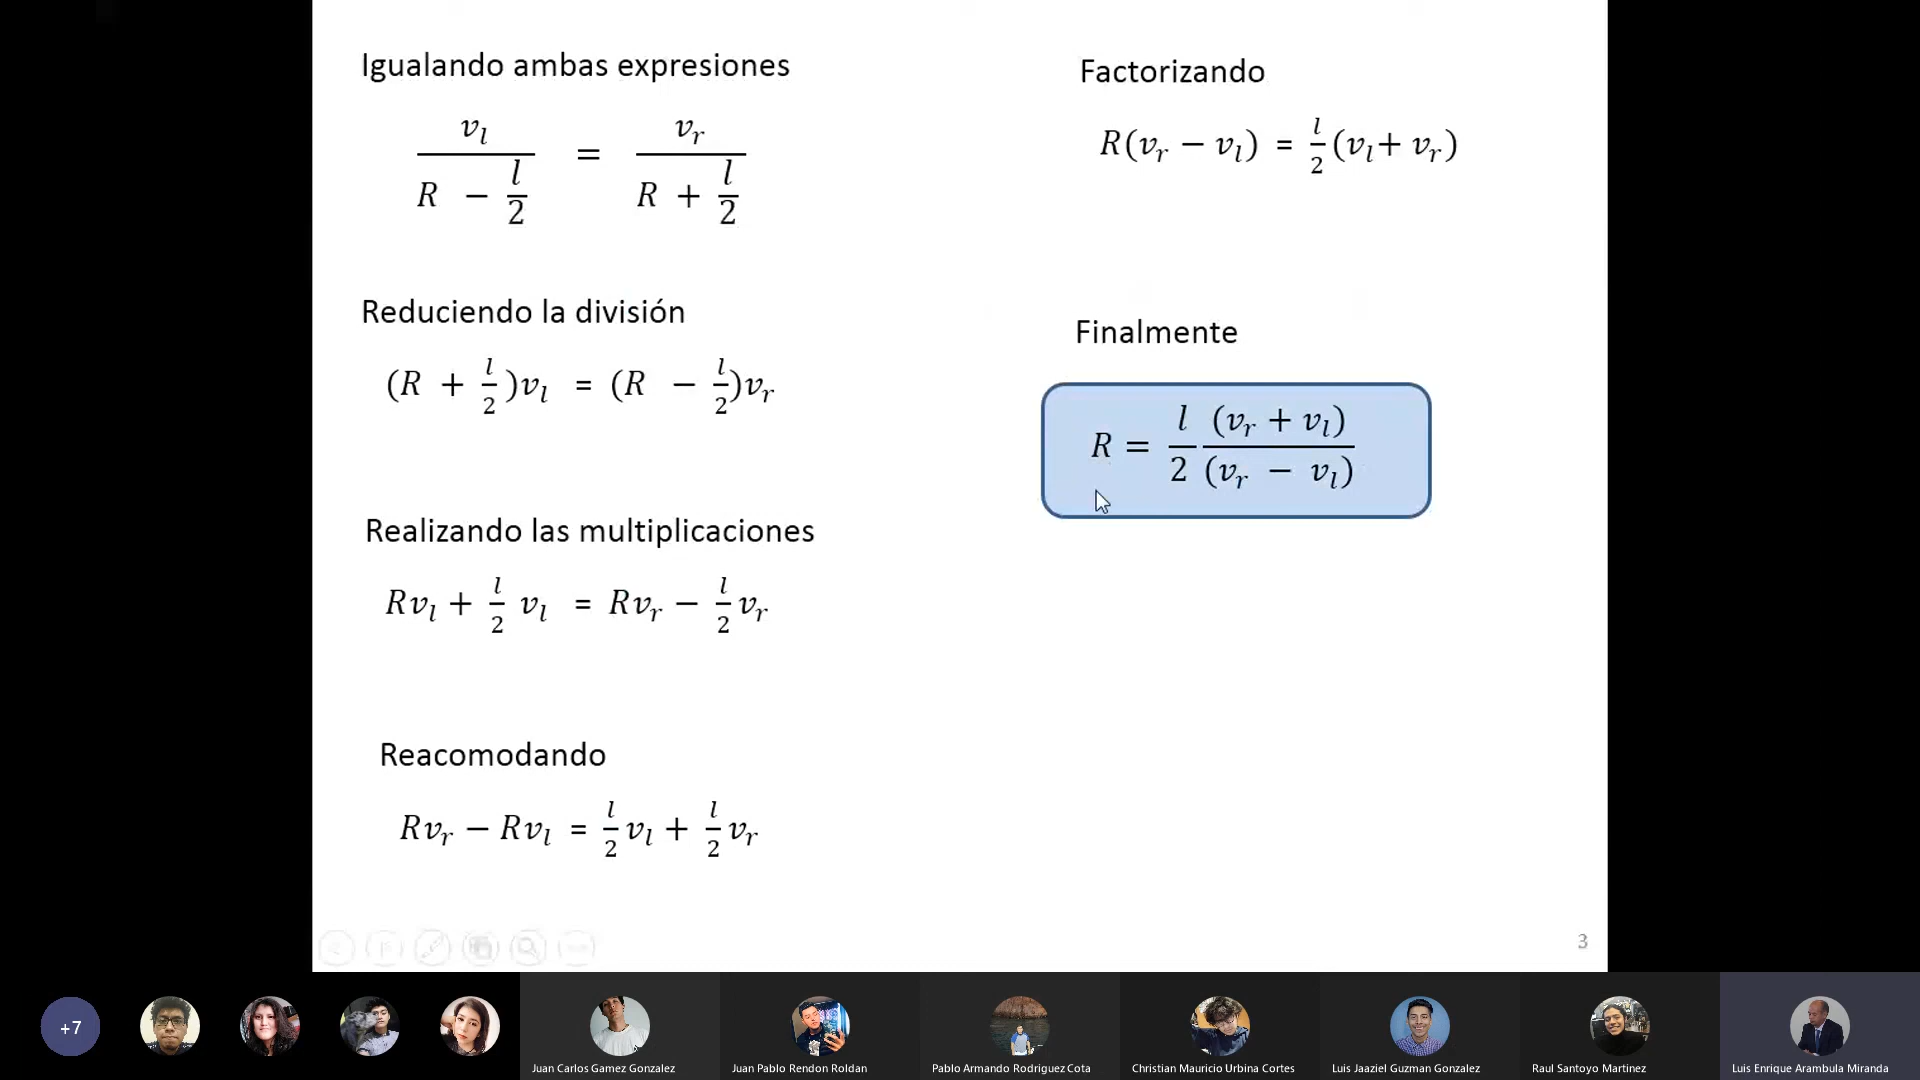 Igualando ambas expresiones
v_l / (R − l/2) = v_r / (R + l/2)
Reduciendo la división
(R + l/2)v_l = (R − l/2)v_r
Realizando las multiplicaciones
Rv_l + l/2 v_l = Rv_r − l/2 v_r
Reacomodando
Rv_r − Rv_l = l/2 v_l + l/2 v_r
Factorizando
R(v_r − v_l) = l/2 (v_l + v_r)
Finalmente
R = l/2 (v_r + v_l)/(v_r − v_l)
3
+7
Juan Carlos Gamez Gonzalez
Juan Pablo Rendon Roldan
Pablo Armando Rodriguez Cota
Christian Mauricio Urbina Cortes
Luis Jaaziel Guzman Gonzalez
Raul Santoyo Martinez
Luis Enrique Arambula Miranda